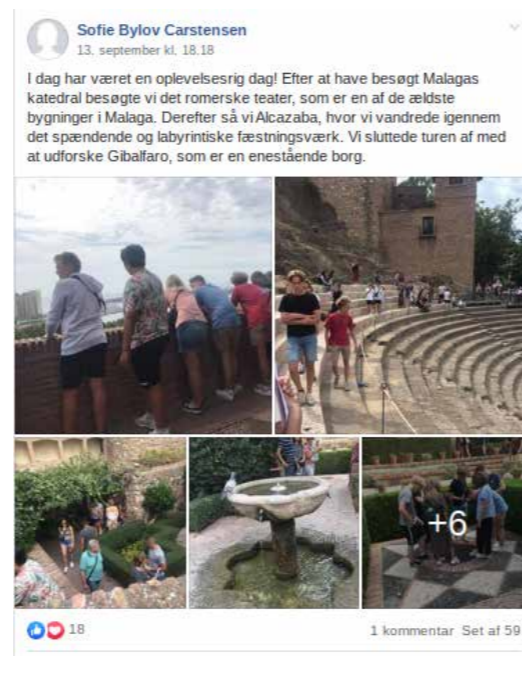 Sofie Bylov Carstensen
13. september kl. 18.18
I dag har været en oplevelsesrig dag! Efter at have besøgt Malagas
katedral besøgte vi det romerske teater, som er en af de ældste
bygninger i Malaga. Derefter så vi Alcazaba, hvor vi vandrede igennem
det spændende og labyrintiske fæstningsværk. Vi sluttede turen af med
at udforske Gibalfaro, som er en enestående borg.
+6
18
1 kommentar Set af 59